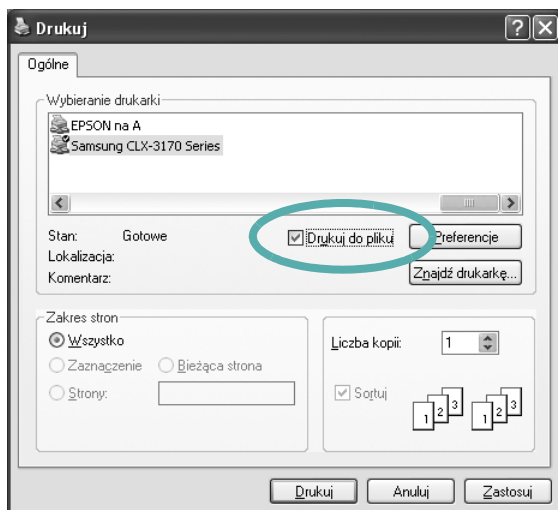 Drukuj
Ogólne
Wybieranie drukarki
EPSON na A
Samsung CLX-3170 Series
Stan: Gotowe
Drukuj do pliku
Preferencje
Lokalizacja:
Komentarz:
Znajdź drukarkę...
Zakres stron
Wszystko
Zaznaczenie
Bieżąca strona
Strony:
Liczba kopii: 1
Sortuj
1 2 3 1 2 3
Drukuj
Anuluj
Zastosuj